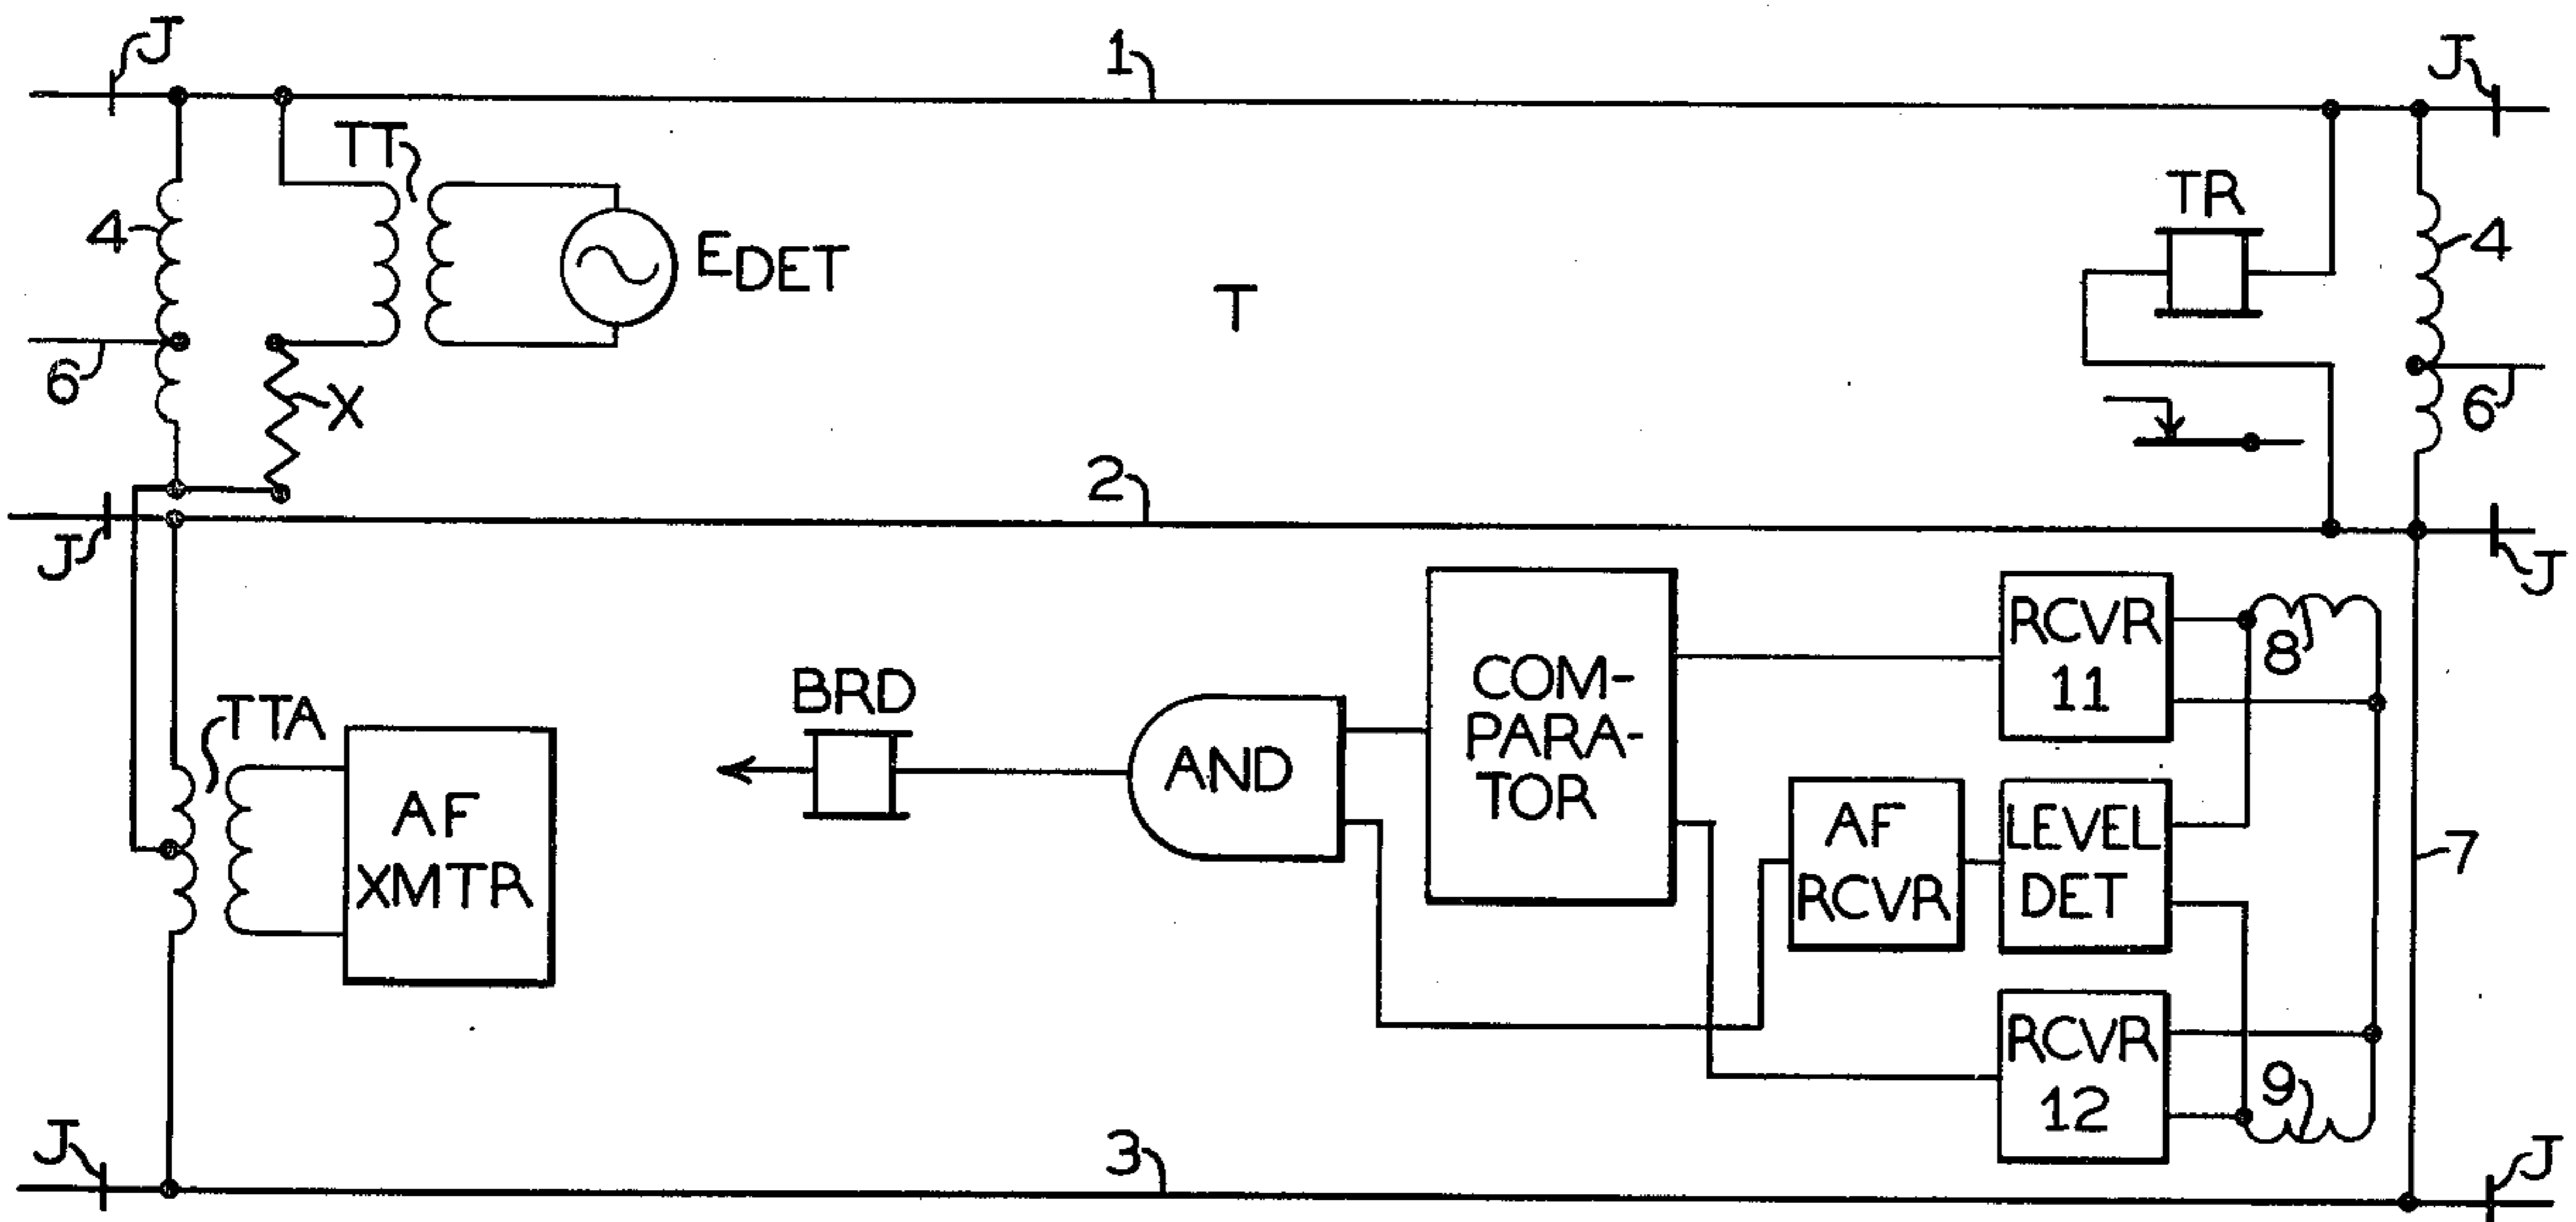 J
1
J
TT
4
EDET
TR
4
T
6
X
6
2
J
J
RCVR
11
8
COM-
PARA-
TOR
BRD
TTA
AND
AF
XMTR
AF
RCVR
LEVEL
DET
7
RCVR
12
9
J
3
J